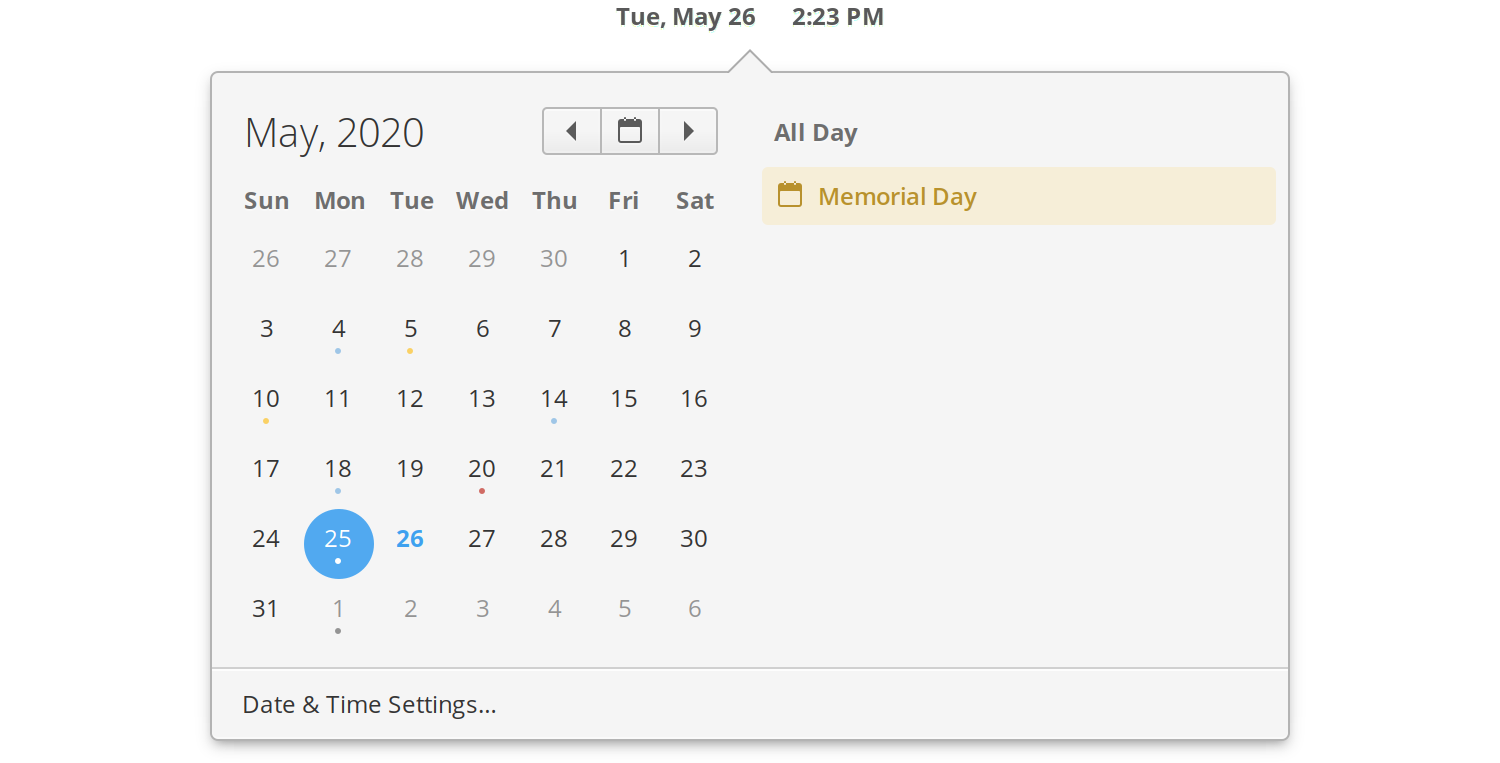 Tue, May 26 2:23 PM
May, 2020
Sun Mon Tue Wed Thu Fri Sat
26 27 28 29 30 1 2
3 4 5 6 7 8 9
10 11 12 13 14 15 16
17 18 19 20 21 22 23
24 25 26 27 28 29 30
31 1 2 3 4 5 6
All Day
Memorial Day
Date & Time Settings...